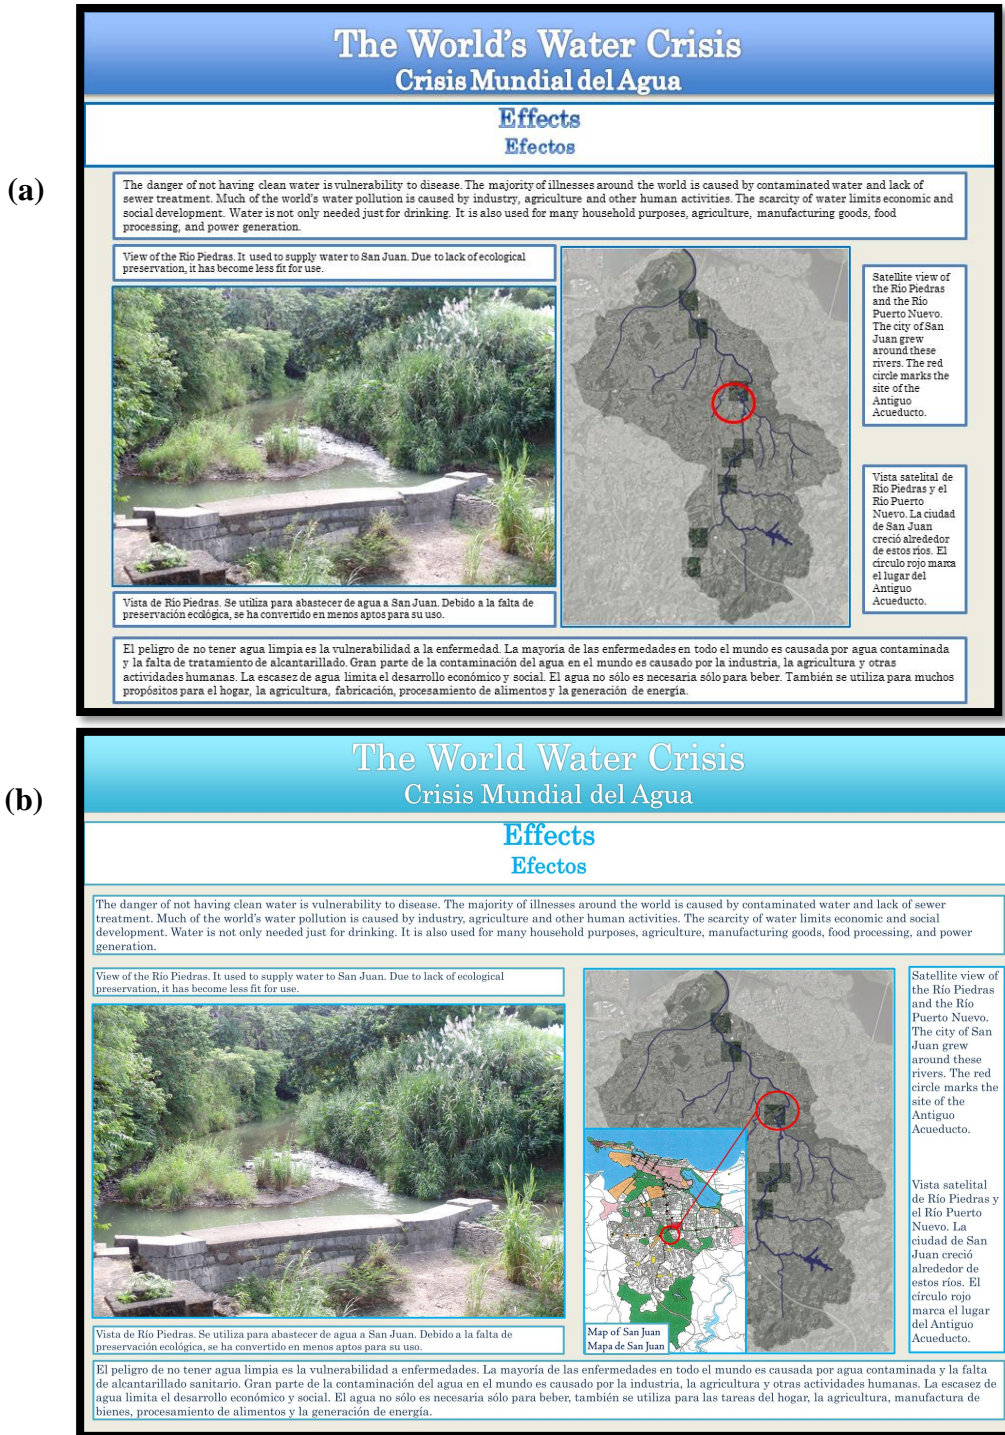 (a)
The World's Water Crisis
Crisis Mundial del Agua
Effects
Efectos
The danger of not having clean water is vulnerability to disease. The majority of illnesses around the world is caused by contaminated water and lack of
sewer treatment. Much of the world's water pollution is caused by industry, agriculture and other human activities. The scarcity of water limits economic and
social development. Water is not only needed just for drinking. It is also used for many household purposes, agriculture, manufacturing goods, food
processing, and power generation.
View of the Río Piedras. It used to supply water to San Juan. Due to lack of ecological
preservation, it has become less fit for use.
Satellite view of
the Río Piedras
and the Río
Puerto Nuevo.
The city of San
Juan grew
around these
rivers. The red
circle marks the
site of the
Antiguo
Acueducto.
Vista satelital de
Río Piedras y el
Río Puerto
Nuevo. La ciudad
de San Juan
creció alrededor
de estos ríos. El
círculo rojo marca
el lugar del
Antiguo
Acueducto.
Vista de Río Piedras. Se utiliza para abastecer de agua a San Juan. Debido a la falta de
preservación ecológica, se ha convertido en menos aptos para su uso.
El peligro de no tener agua limpia es la vulnerabilidad a la enfermedad. La mayoría de las enfermedades en todo el mundo es causada por agua contaminada
y la falta de tratamiento de alcantarillado. Gran parte de la contaminación del agua en el mundo es causado por la industria, la agricultura y otras
actividades humanas. La escasez de agua limita el desarrollo económico y social. El agua no sólo es necesaria sólo para beber. También se utiliza para muchos
propósitos para el hogar, la agricultura, fabricación, procesamiento de alimentos y la generación de energía.
(b)
The World Water Crisis
Crisis Mundial del Agua
Effects
Efectos
The danger of not having clean water is vulnerability to disease. The majority of illnesses around the world is caused by contaminated water and lack of sewer
treatment. Much of the world's water pollution is caused by industry, agriculture and other human activities. The scarcity of water limits economic and social
development. Water is not only needed just for drinking. It is also used for many household purposes, agriculture, manufacturing goods, food processing, and power
generation.
View of the Río Piedras. It used to supply water to San Juan. Due to lack of ecological
preservation, it has become less fit for use.
Satellite view of
the Río Piedras
and the Río
Puerto Nuevo.
The city of San
Juan grew
around these
rivers. The red
circle marks the
site of the
Antiguo
Acueducto.
Vista satelital
de Río Piedras y
el Río Puerto
Nuevo. La
ciudad de San
Juan creció
alrededor de
estos ríos. El
círculo rojo
marca el lugar
del Antiguo
Acueducto.
Map of San Juan
Mapa de San Juan
Vista de Río Piedras. Se utiliza para abastecer de agua a San Juan. Debido a la falta de
preservación ecológica, se ha convertido en menos aptos para su uso.
El peligro de no tener agua limpia es la vulnerabilidad a enfermedades. La mayoría de las enfermedades en todo el mundo es causada por agua contaminada y la falta
de alcantarillado sanitario. Gran parte de la contaminación del agua en el mundo es causado por la industria, la agricultura y otras actividades humanas. La escasez de
agua limita el desarrollo económico y social. El agua no sólo es necesaria sólo para beber, también se utiliza para las tareas del hogar, la agricultura, manufactura de
bienes, procesamiento de alimentos y la generación de energía.